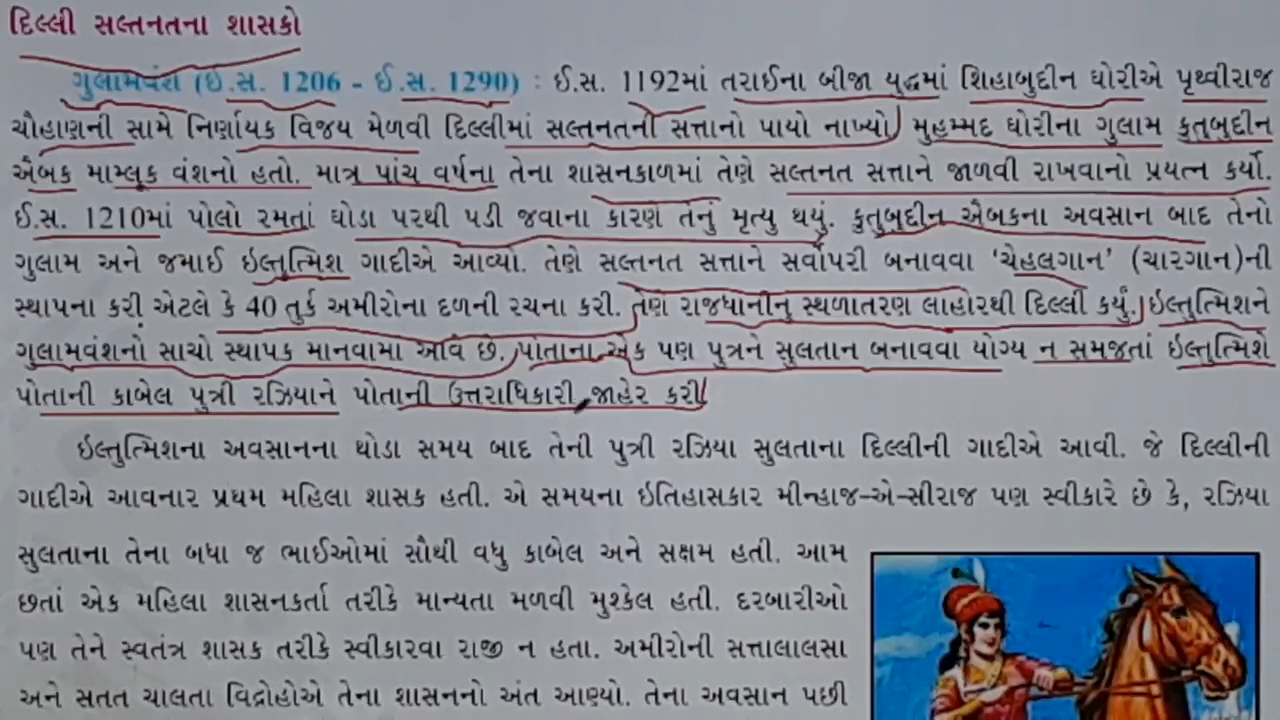 દિલ્લી સલ્તનતના શાસકો
ગુલામવંશ (ઈ.સ. 1206 - ઈ.સ. 1290) : ઈ.સ. 1192માં તરાઈના બીજા યુદ્ધમાં શિહાબુદ્દીન ઘોરીએ પૃથ્વીરાજ
ચૌહાણની સામે નિર્ણાયક વિજય મેળવી દિલ્લીમાં સલ્તનતની સત્તાનો પાયો નાખ્યો. મુહમ્મદ ઘોરીના ગુલામ કુતબુદ્દીન
ઐબક મામ્લૂક વંશનો હતો. માત્ર પાંચ વર્ષના તેના શાસનકાળમાં તેણે સલ્તનત સત્તાને જાળવી રાખવાનો પ્રયત્ન કર્યો.
ઈ.સ. 1210માં પોલો રમતાં ઘોડા પરથી પડી જવાના કારણે તેનું મૃત્યુ થયું. કુતુબુદ્દીન ઐબકના અવસાન બાદ તેનો
ગુલામ અને જમાઈ ઇલ્તુત્મિશ ગાદીએ આવ્યો. તેણે સલ્તનત સત્તાને સર્વોપરી બનાવવા ‘ચેહલગાન’ (ચારગાન)ની
સ્થાપના કરી એટલે કે 40 તુર્ક અમીરોના દળની રચના કરી. તેણે રાજધાનીનું સ્થળાંતરણ લાહોરથી દિલ્લી કર્યું. ઇલ્તુત્મિશને
ગુલામવંશનો સાચો સ્થાપક માનવામાં આવે છે. પોતાના એક પણ પુત્રને સુલતાન બનાવવા યોગ્ય ન સમજતાં ઇલ્તુત્મિશે
પોતાની કાબેલ પુત્રી રઝિયાને પોતાની ઉત્તરાધિકારી જાહેર કરી.
ઇલ્તુત્મિશના અવસાનના થોડા સમય બાદ તેની પુત્રી રઝિયા સુલતાના દિલ્લીની ગાદીએ આવી. જે દિલ્લીની
ગાદીએ આવનાર પ્રથમ મહિલા શાસક હતી. એ સમયના ઇતિહાસકાર મીન્હાજ-એ-સીરાજ પણ સ્વીકારે છે કે, રઝિયા
સુલતાના તેના બધા જ ભાઈઓમાં સૌથી વધુ કાબેલ અને સક્ષમ હતી. આમ
છતાં એક મહિલા શાસનકર્તા તરીકે માન્યતા મળવી મુશ્કેલ હતી. દરબારીઓ
પણ તેને સ્વતંત્ર શાસક તરીકે સ્વીકારવા રાજી ન હતા. અમીરોની સત્તાલાલસા
અને સતત ચાલતા વિદ્રોહોએ તેના શાસનનો અંત આણ્યો. તેના અવસાન પછી